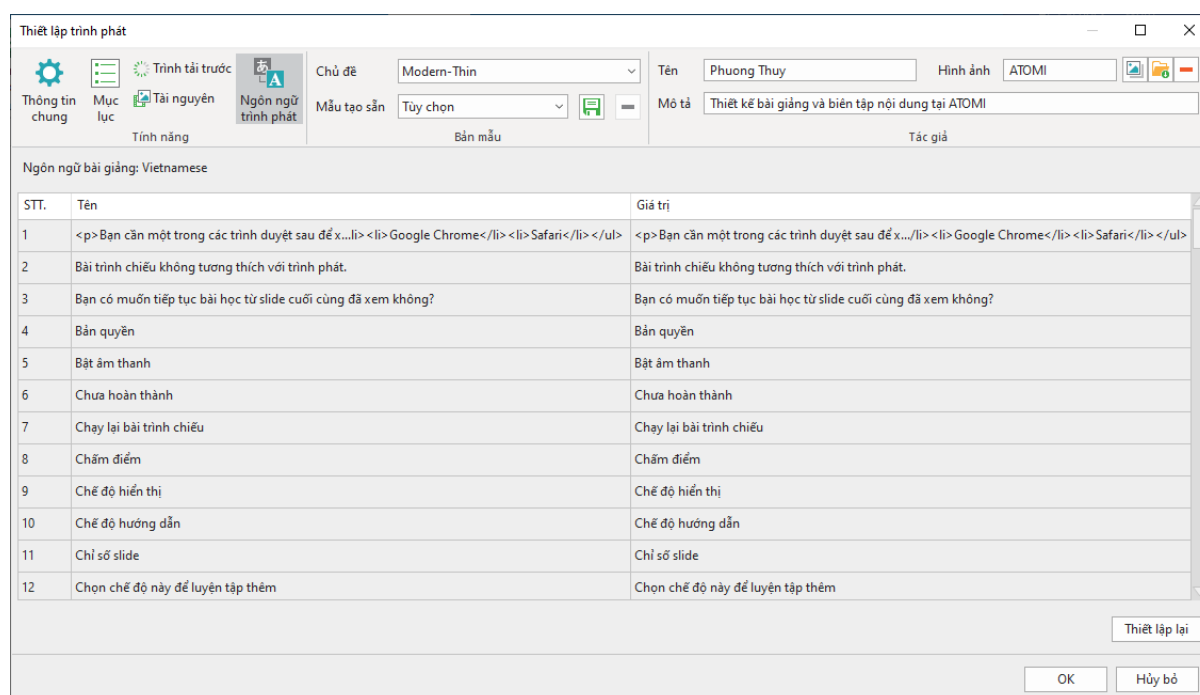 Thiết lập trình phát
Thông tin chung
Mục lục
Trình tải trước
Tài nguyên
Ngôn ngữ trình phát
Tính năng
Chủ đề
Modern-Thin
Mẫu tạo sẵn
Tùy chọn
Bản mẫu
Tên
Phuong Thuy
Hình ảnh
ATOMI
Mô tả
Thiết kế bài giảng và biên tập nội dung tại ATOMI
Tác giả
Ngôn ngữ bài giảng: Vietnamese
STT. Tên Giá trị
1 <p>Bạn cần một trong các trình duyệt sau để x...li><li>Google Chrome</li><li>Safari</li></ul> <p>Bạn cần một trong các trình duyệt sau để x.../li><li>Google Chrome</li><li>Safari</li></ul>
2 Bài trình chiếu không tương thích với trình phát. Bài trình chiếu không tương thích với trình phát.
3 Bạn có muốn tiếp tục bài học từ slide cuối cùng đã xem không? Bạn có muốn tiếp tục bài học từ slide cuối cùng đã xem không?
4 Bản quyền Bản quyền
5 Bật âm thanh Bật âm thanh
6 Chưa hoàn thành Chưa hoàn thành
7 Chạy lại bài trình chiếu Chạy lại bài trình chiếu
8 Chấm điểm Chấm điểm
9 Chế độ hiển thị Chế độ hiển thị
10 Chế độ hướng dẫn Chế độ hướng dẫn
11 Chỉ số slide Chỉ số slide
12 Chọn chế độ này để luyện tập thêm Chọn chế độ này để luyện tập thêm
Thiết lập lại
OK
Hủy bỏ